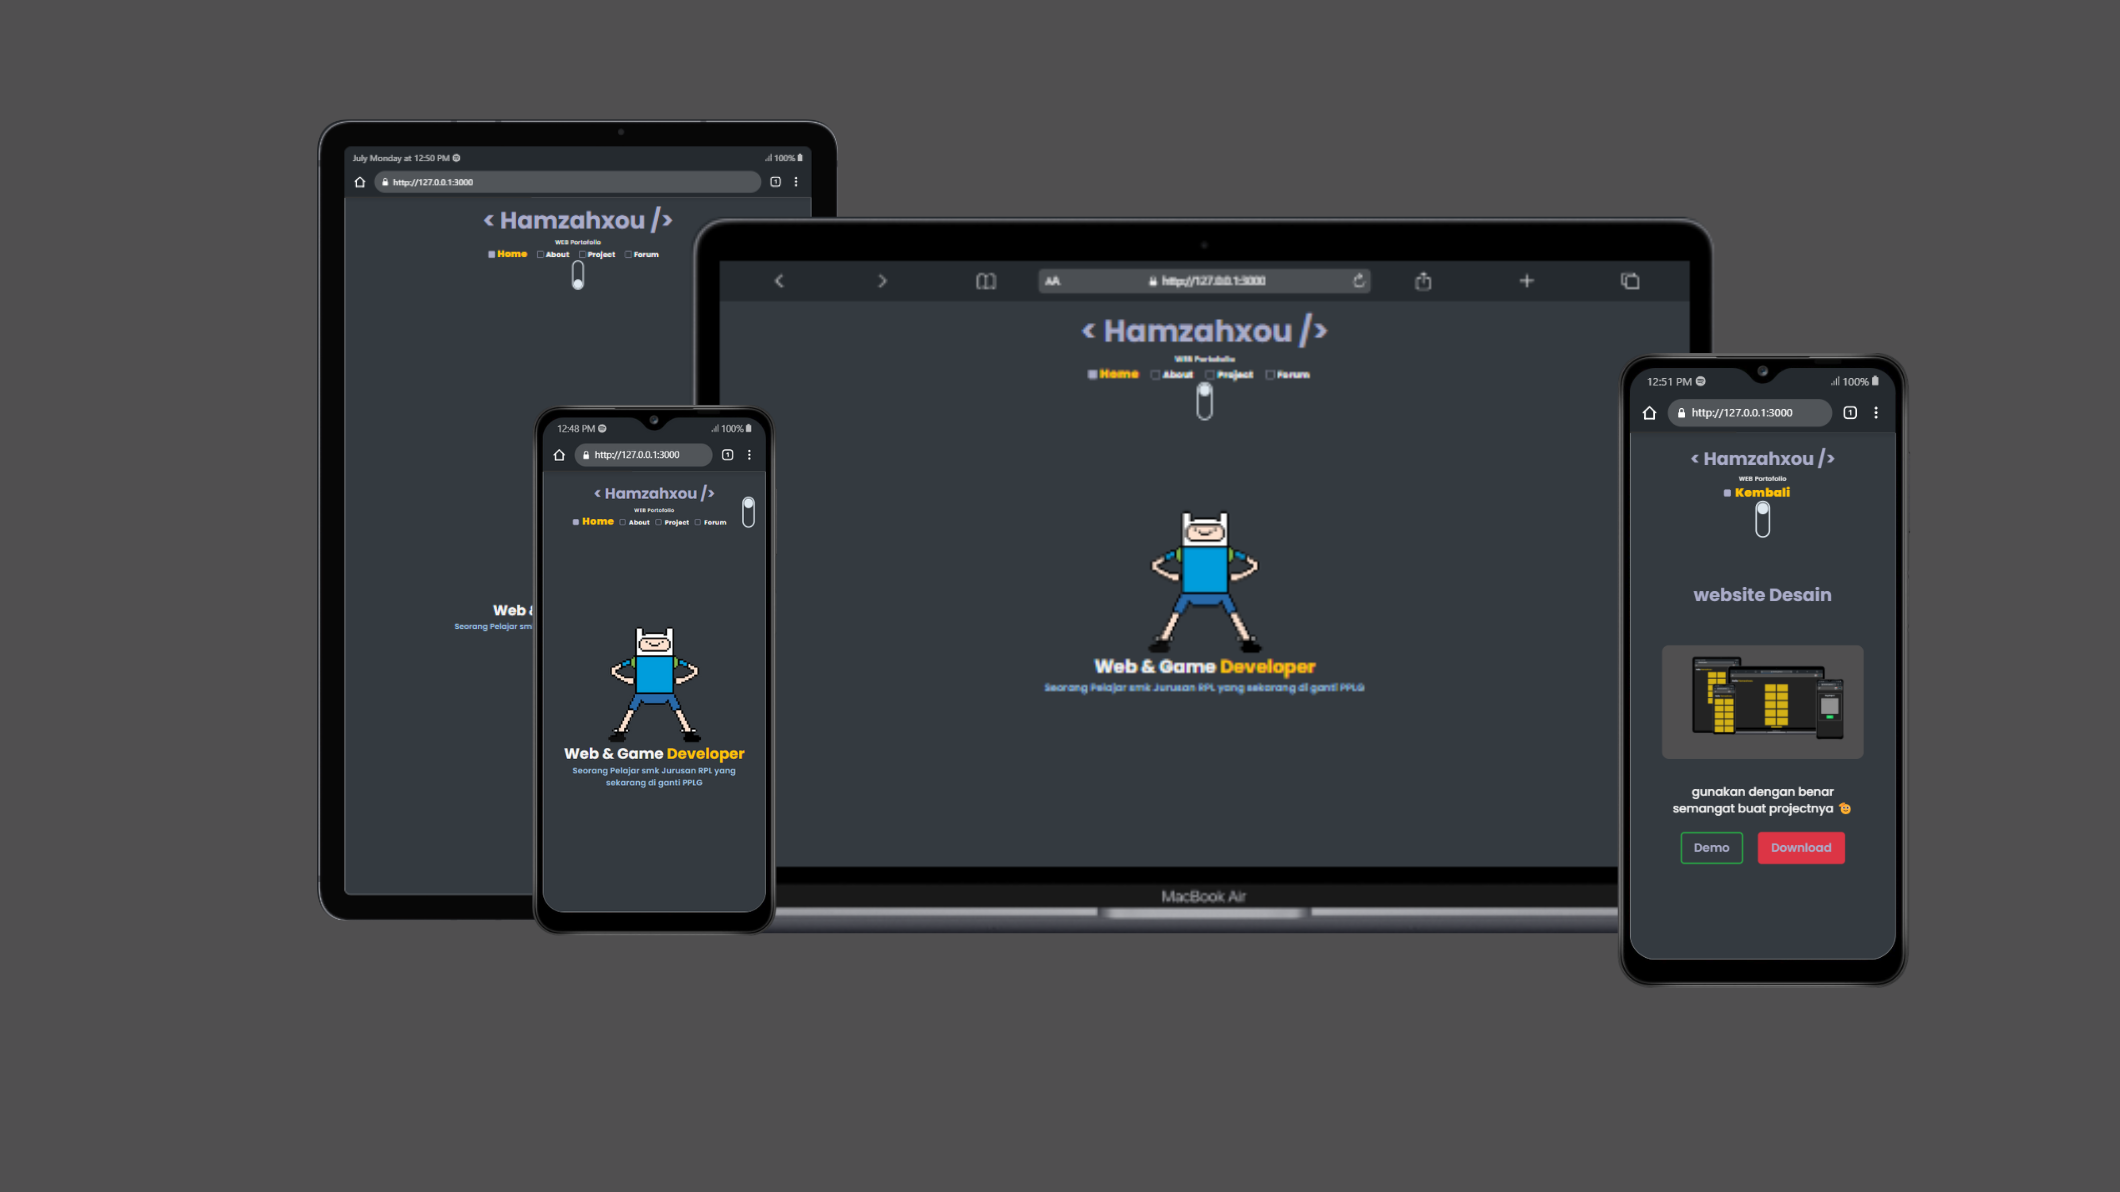 July Monday at 12:50 PM
100%
http://127.0.0.1:3000
1
< Hamzahxou />
WEB Portofolio
Home About Project Forum
Web &
Seorang Pelajar sm
12:48 PM
100%
http://127.0.0.1:3000
1
< Hamzahxou />
WEB Portofolio
Home About Project Forum
Web & Game Developer
Seorang Pelajar smk Jurusan RPL yang
sekarang di ganti PPLG
AA http://127.0.0.1:3000
< Hamzahxou />
WEB Portofolio
Home About Project Forum
Web & Game Developer
Seorang Pelajar smk Jurusan RPL yang sekarang di ganti PPLG
MacBook Air
12:51 PM
100%
http://127.0.0.1:3000
1
< Hamzahxou />
WEB Portofolio
Kembali
website Desain
gunakan dengan benar
semangat buat projectnya
Demo Download